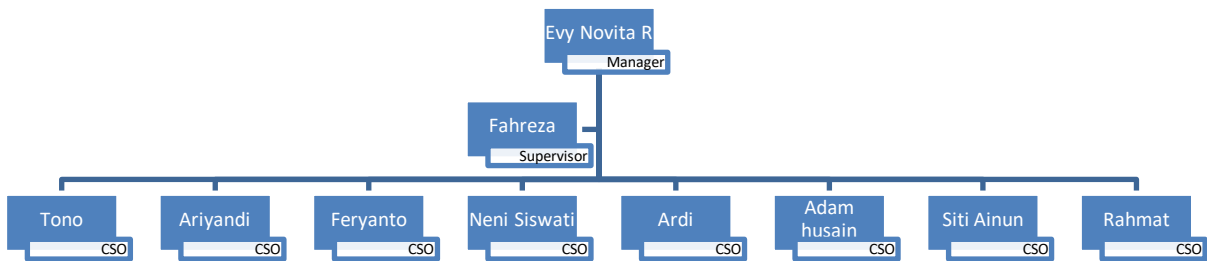 Evy Novita R
Manager
Fahreza
Supervisor
Tono
CSO
Ariyandi
CSO
Feryanto
CSO
Neni Siswati
CSO
Ardi
CSO
Adam
husain
CSO
Siti Ainun
CSO
Rahmat
CSO